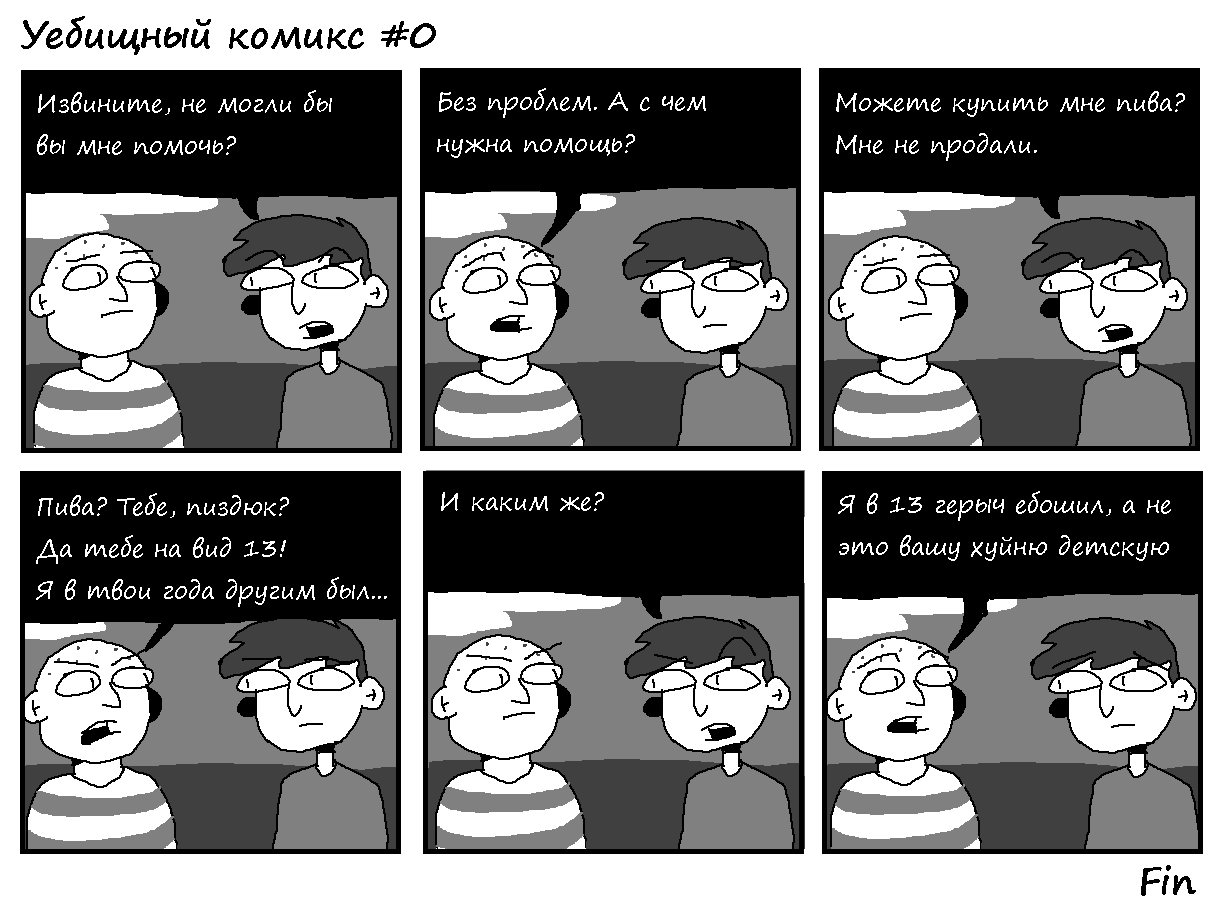 Уебищный комикс #0
Извините, не могли бы
вы мне помочь?
Без проблем. А с чем
нужна помощь?
Можете купить мне пива?
Мне не продали.
Пива? Тебе, пиздюк?
Да тебе на вид 13!
Я в твои года другим был...
И каким же?
Я в 13 герыч ебошил, а не
это вашу хуйню детскую
Fin